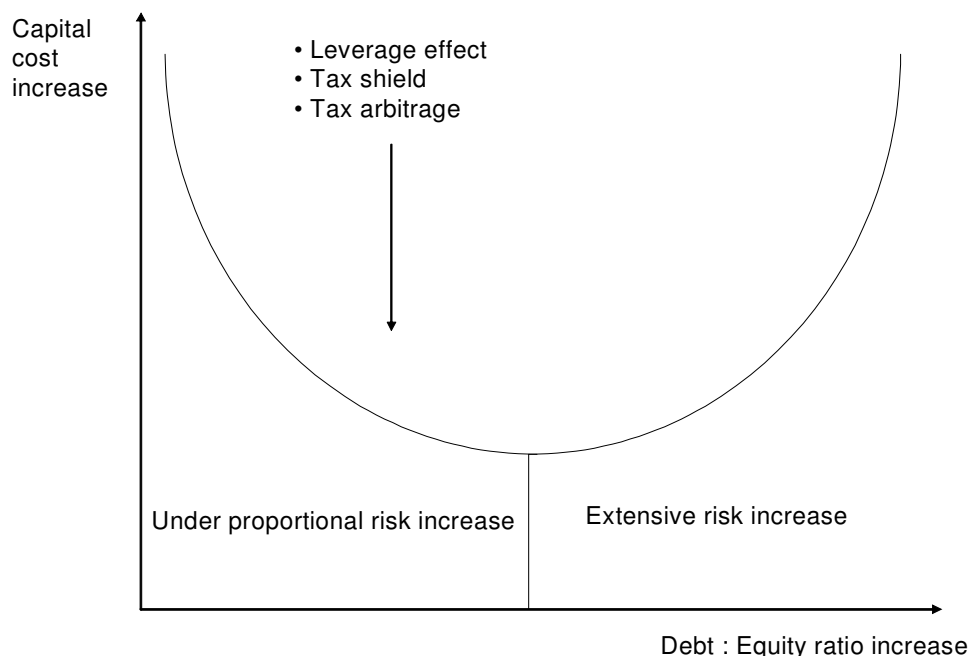 Capital
cost
increase
• Leverage effect
• Tax shield
• Tax arbitrage
Under proportional risk increase
Extensive risk increase
Debt : Equity ratio increase